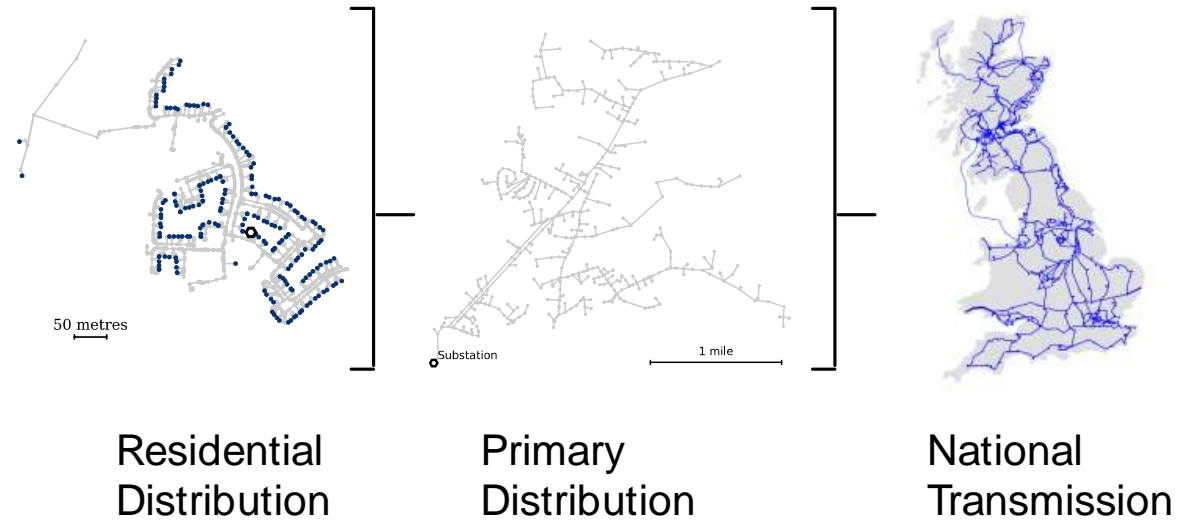 50 metres
Substation
1 mile
Residential
Distribution
Primary
Distribution
National
Transmission